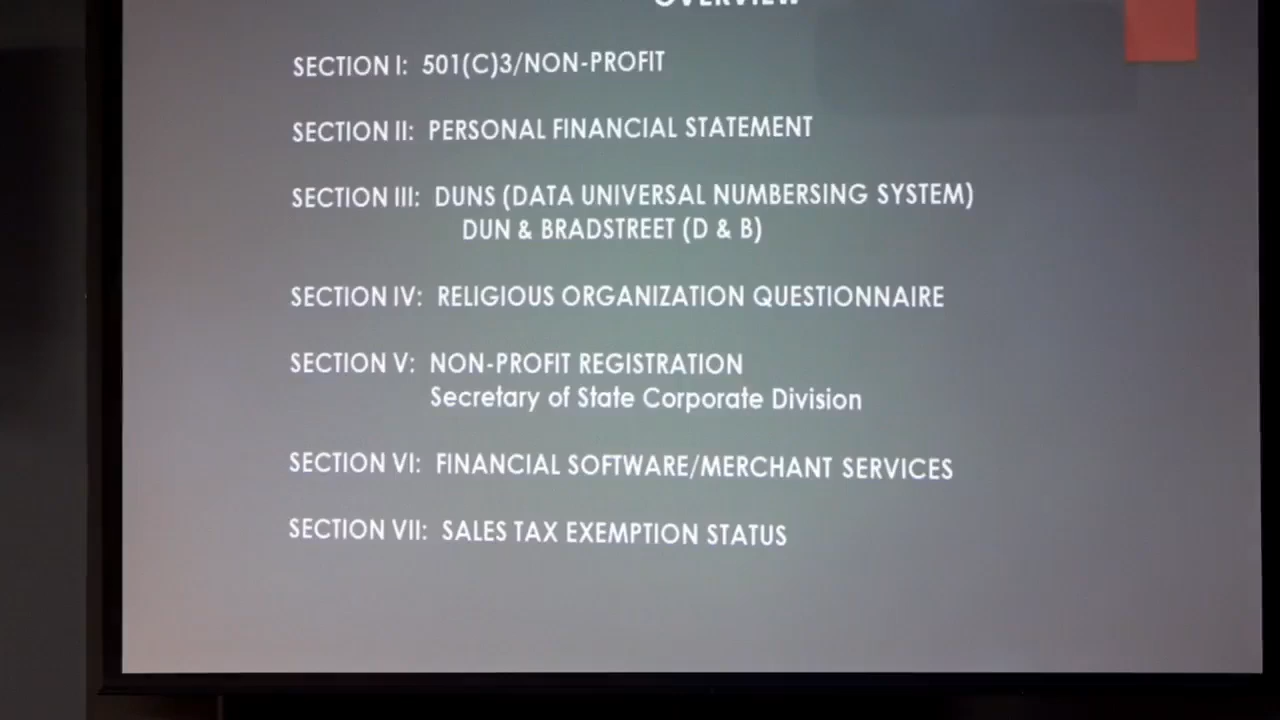 OVERVIEW
SECTION I: 501(C)3/NON-PROFIT
SECTION II: PERSONAL FINANCIAL STATEMENT
SECTION III: DUNS (DATA UNIVERSAL NUMBERSING SYSTEM)
DUN & BRADSTREET (D & B)
SECTION IV: RELIGIOUS ORGANIZATION QUESTIONNAIRE
SECTION V: NON-PROFIT REGISTRATION
Secretary of State Corporate Division
SECTION VI: FINANCIAL SOFTWARE/MERCHANT SERVICES
SECTION VII: SALES TAX EXEMPTION STATUS